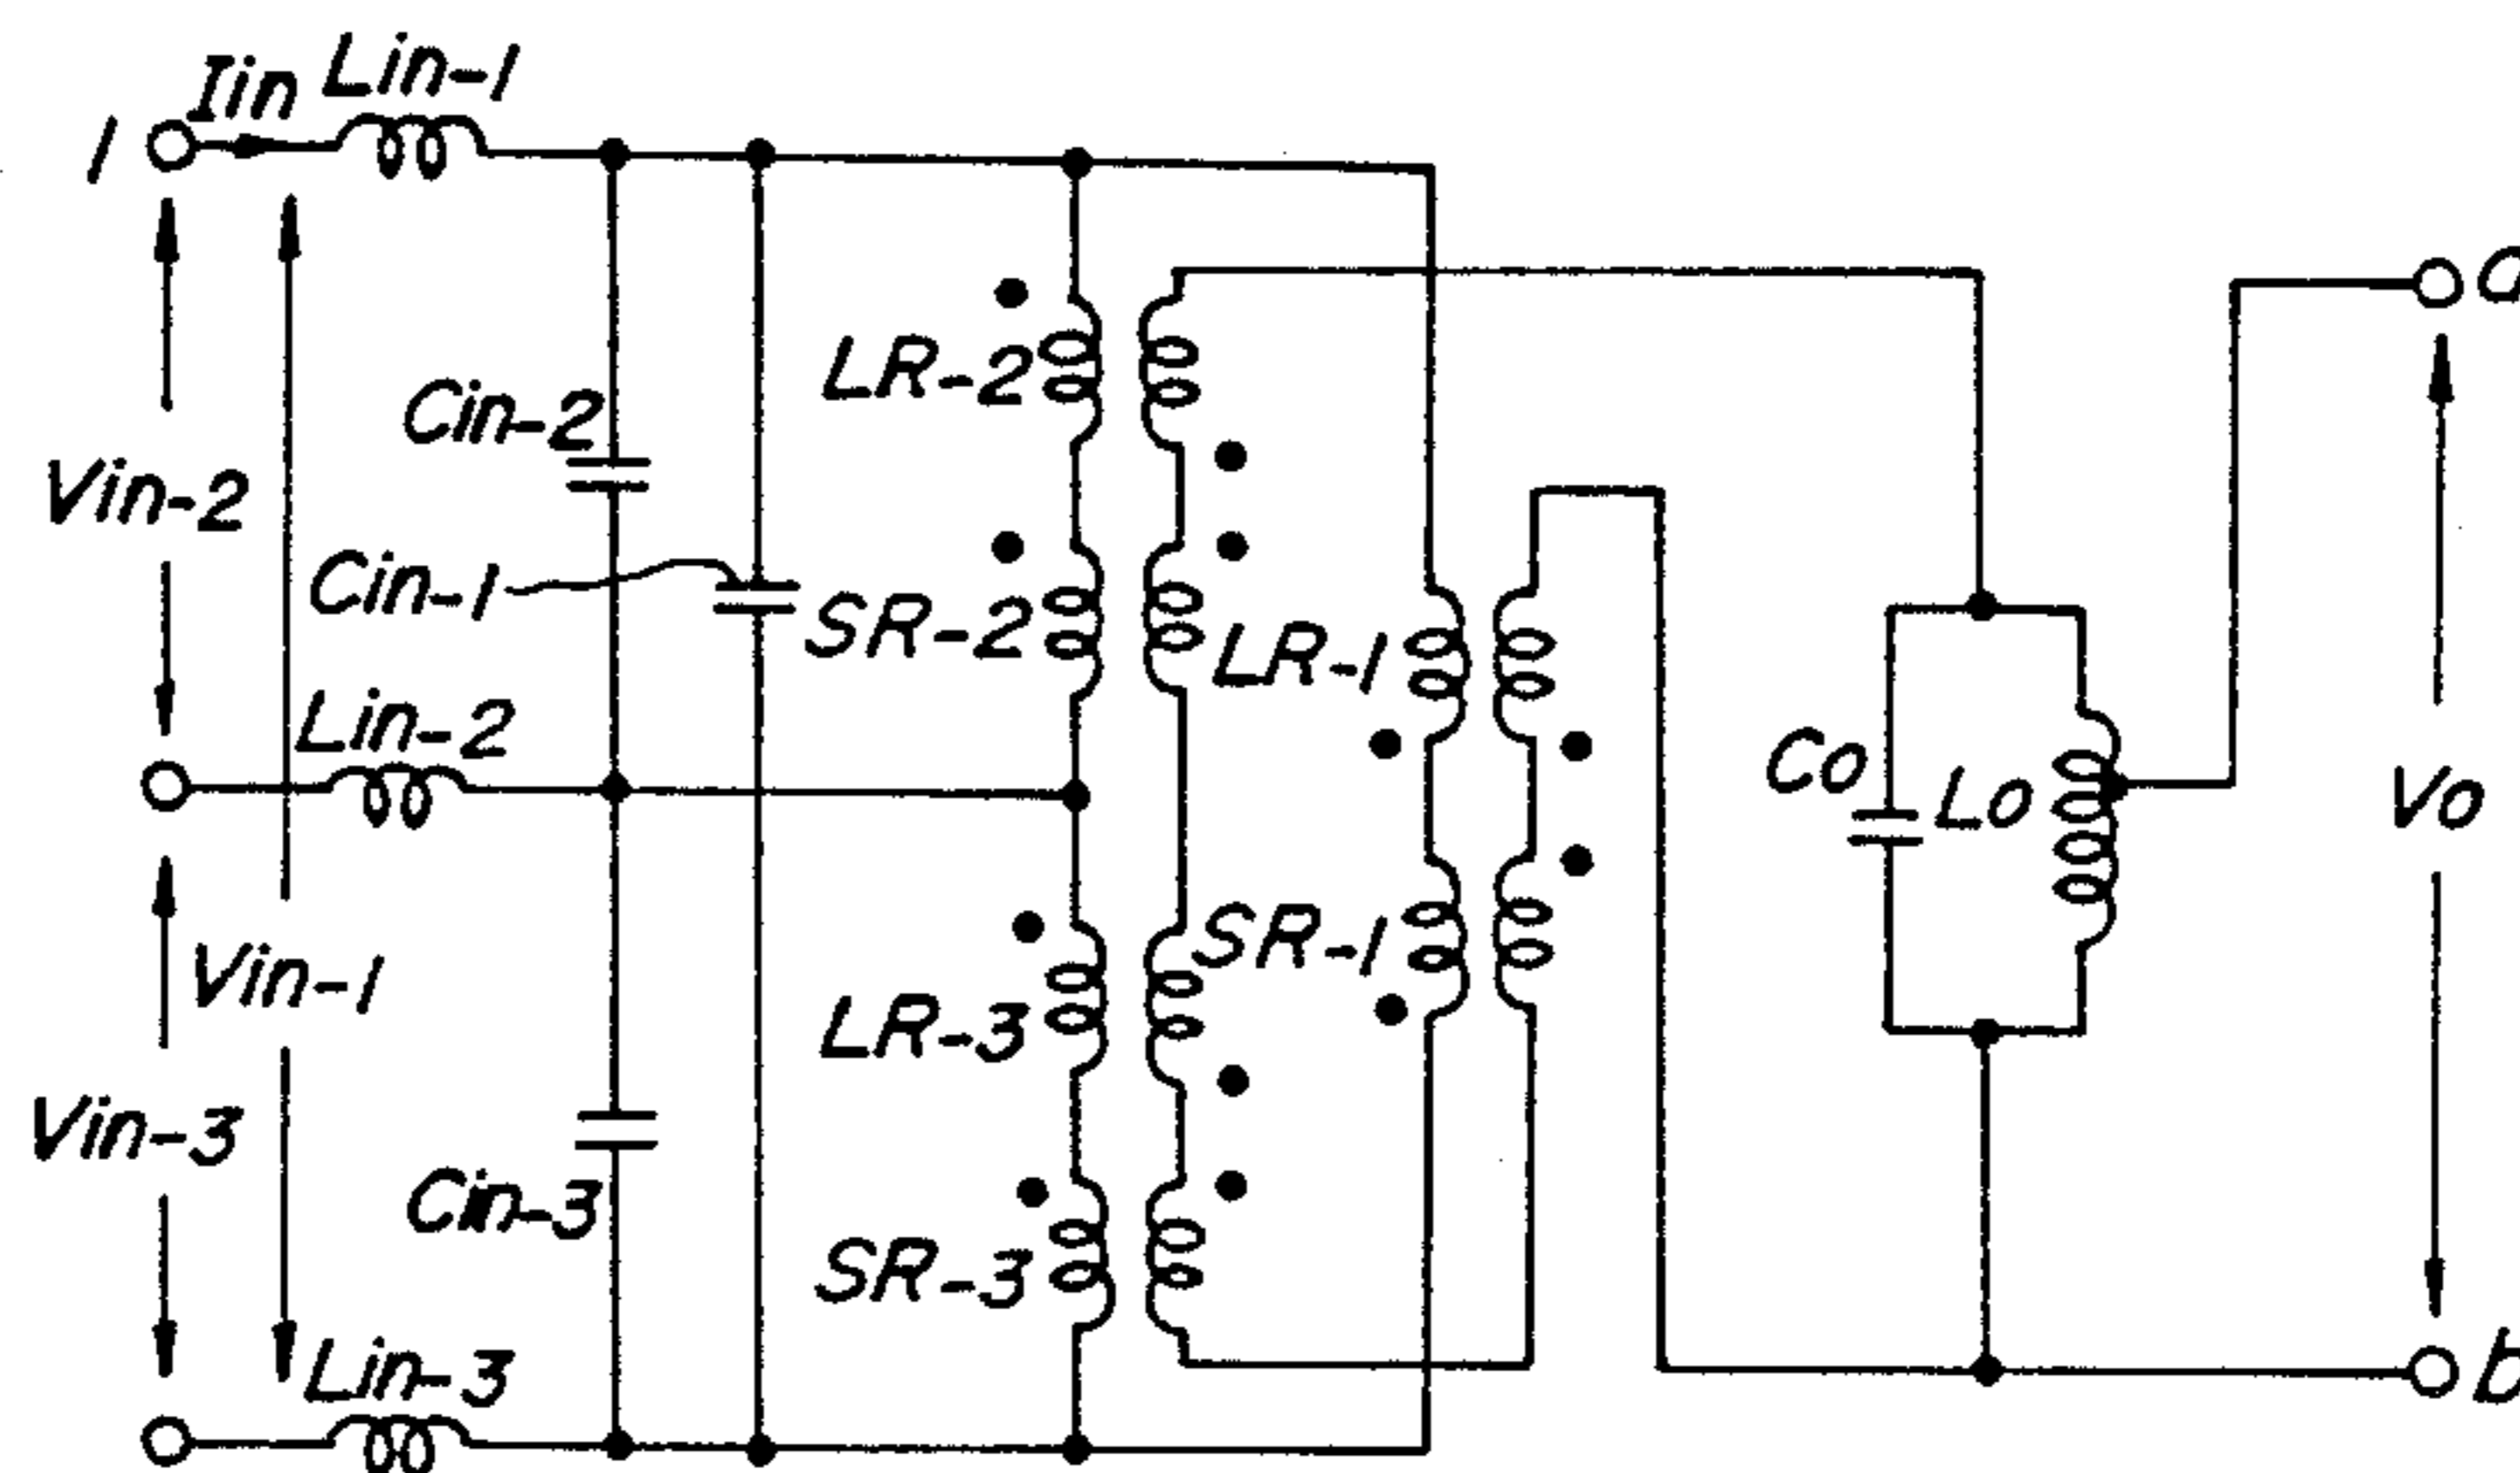 Iin Lin-1
1
a
LR-2
Cin-2
Vin-2
Cin-1
SR-2
LR-1
Lin-2
Co
Lo
Vo
SR-1
Vin-1
LR-3
Vin-3
Cin-3
SR-3
Lin-3
b